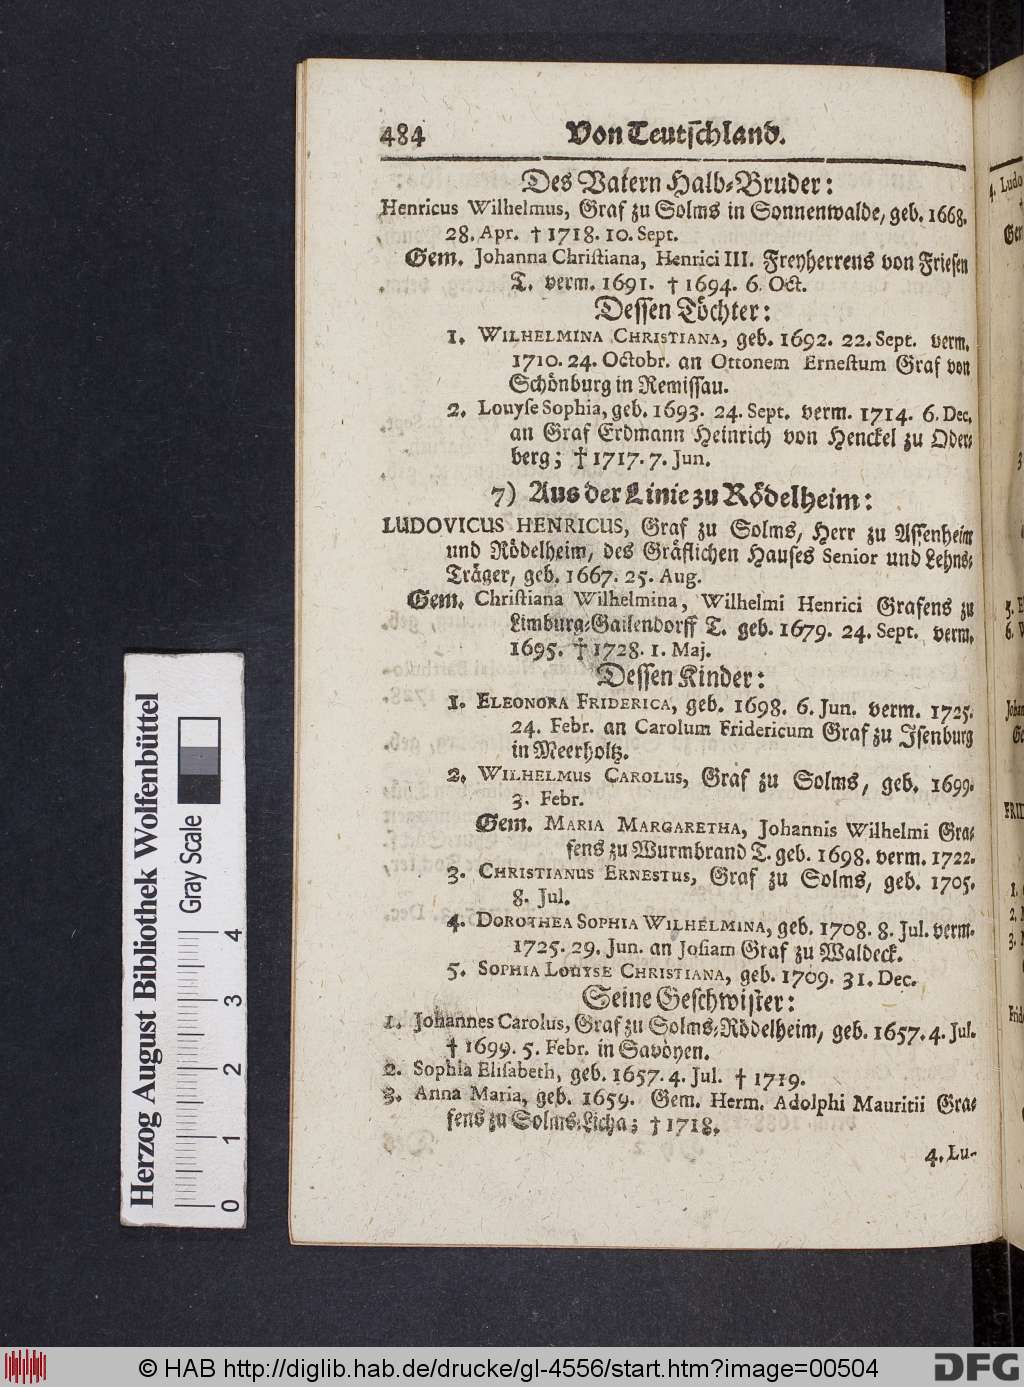 484 Von Teutschland.
Des Vatern Halb-Bruder:
Henricus Wilhelmus, Graf zu Solms in Sonnenwalde, geb. 1668.
28. Apr. † 1718. 10. Sept.
Gem. Johanna Christiana, Henrici III. Freyherrens von Friesen
T. verm. 1691. † 1694. 6. Oct.
Dessen Töchter:
1. WILHELMINA CHRISTIANA, geb. 1692. 22. Sept. verm.
1710. 24. Octobr. an Ottonem Ernestum Graf von
Schönburg in Remissau.
2. Louyse Sophia, geb. 1693. 24. Sept. verm. 1714. 6. Dec.
an Graf Erdmann Heinrich von Henckel zu Oder-
berg; † 1717. 7. Jun.
7) Aus der Linie zu Rödelheim:
LUDOVICUS HENRICUS, Graf zu Solms, Herr zu Assenheim
und Rödelheim, des Gräflichen Hauses Senior und Lehns-
Träger, geb. 1667. 25. Aug.
Gem. Christiana Wilhelmina, Wilhelmi Henrici Grafens zu
Limburg-Gailendorff T. geb. 1679. 24. Sept. verm.
1695. † 1728. 1. Maj.
Dessen Kinder:
1. ELEONORA FRIDERICA, geb. 1698. 6. Jun. verm. 1725.
24. Febr. an Carolum Fridericum Graf zu Isenburg
in Meerholtz.
2. WILHELMUS CAROLUS, Graf zu Solms, geb. 1699.
3. Febr.
Gem. MARIA MARGARETHA, Johannis Wilhelmi Gra-
fens zu Wurmbrand T. geb. 1698. verm. 1722.
3. CHRISTIANUS ERNESTUS, Graf zu Solms, geb. 1705.
8. Jul.
4. DOROTHEA SOPHIA WILHELMINA, geb. 1708. 8. Jul. verm.
1725. 29. Jun. an Josiam Graf zu Waldeck.
5. SOPHIA LOUYSE CHRISTIANA, geb. 1709. 31. Dec.
Seine Geschwister:
1. Johannes Carolus, Graf zu Solms-Rödelheim, geb. 1657. 4. Jul.
† 1699. 5. Febr. in Savoyen.
2. Sophia Elisabeth, geb. 1657. 4. Jul. † 1719.
3. Anna Maria, geb. 1659. Gem. Herm. Adolphi Mauritii Gra-
fens zu Solms-Licha; † 1718.
4. Lu-
Herzog August Bibliothek Wolfenbüttel
Gray Scale
0 1 2 3 4
© HAB http://diglib.hab.de/drucke/gl-4556/start.htm?image=00504
DFG